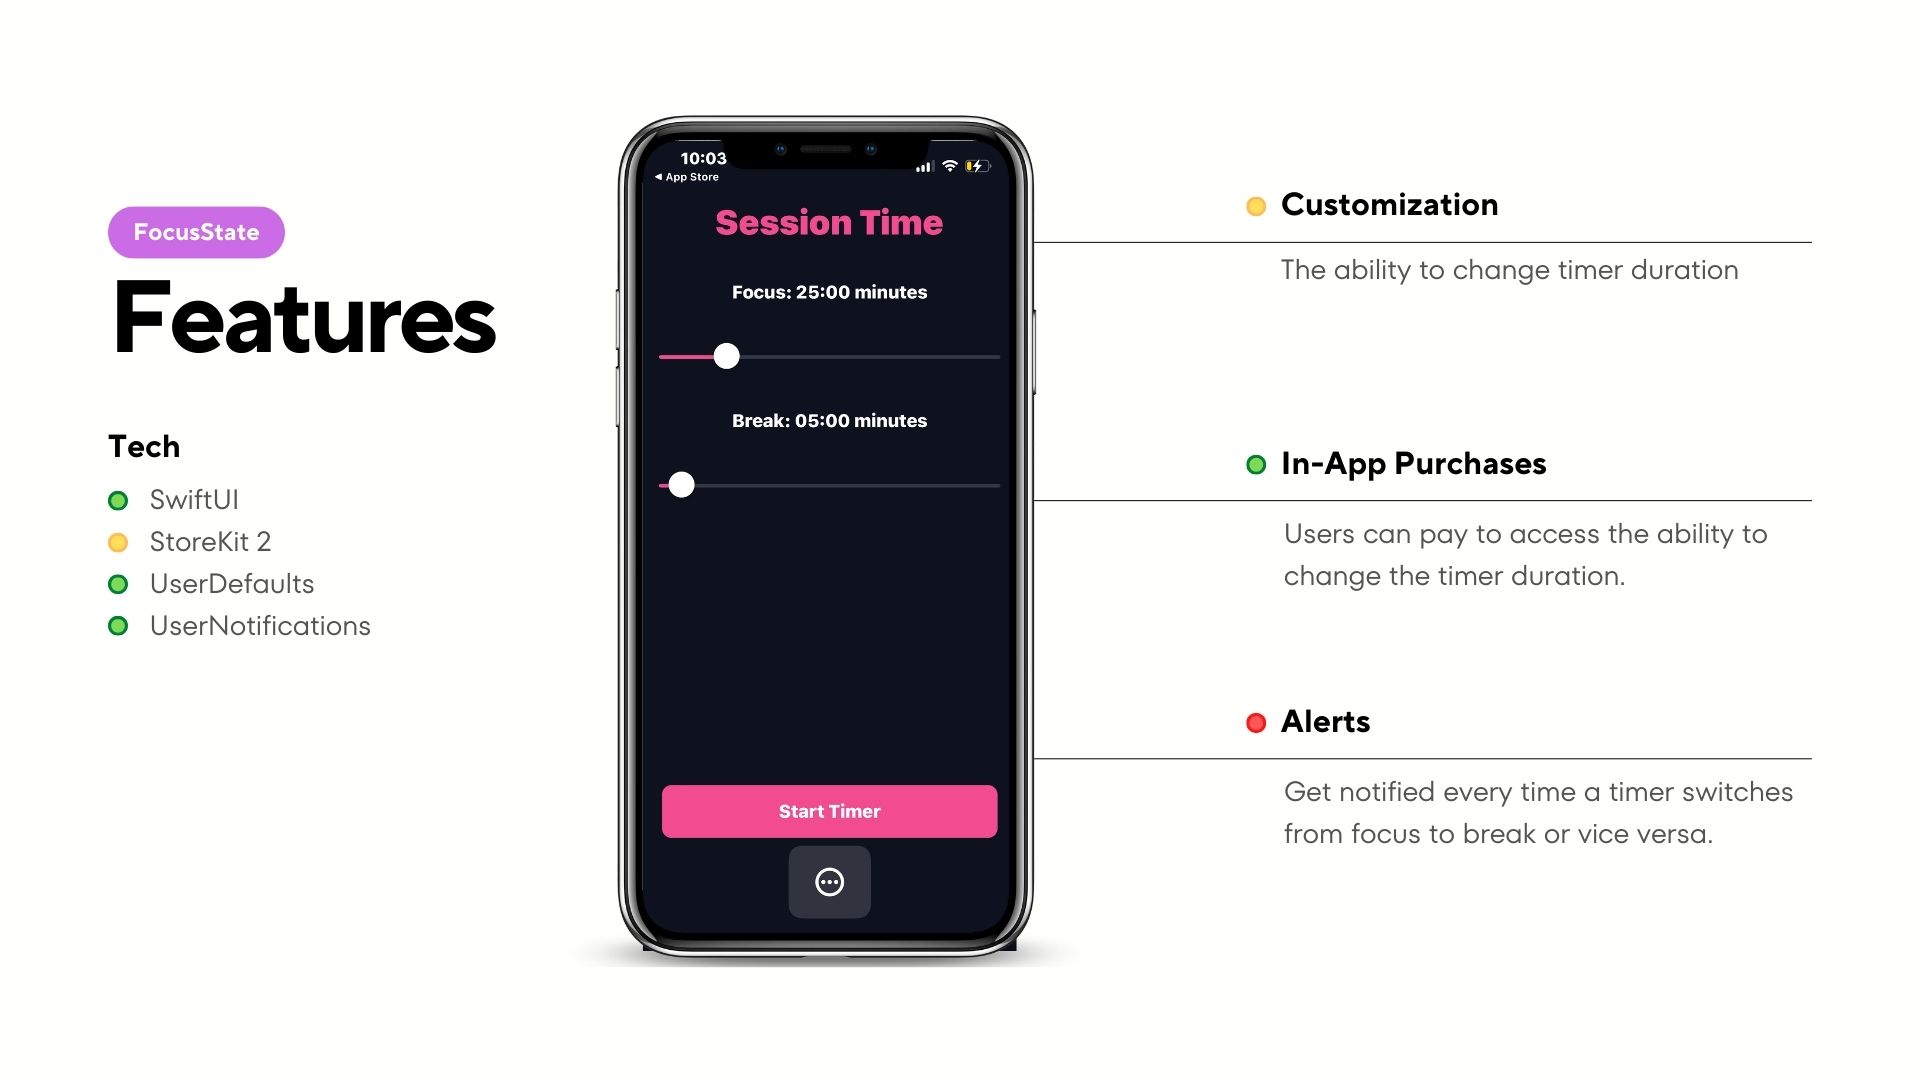 FocusState
Features
Tech
SwiftUI
StoreKit 2
UserDefaults
UserNotifications
10:03
◀ App Store
Session Time
Focus: 25:00 minutes
Break: 05:00 minutes
Start Timer
Customization
The ability to change timer duration
In-App Purchases
Users can pay to access the ability to
change the timer duration.
Alerts
Get notified every time a timer switches
from focus to break or vice versa.